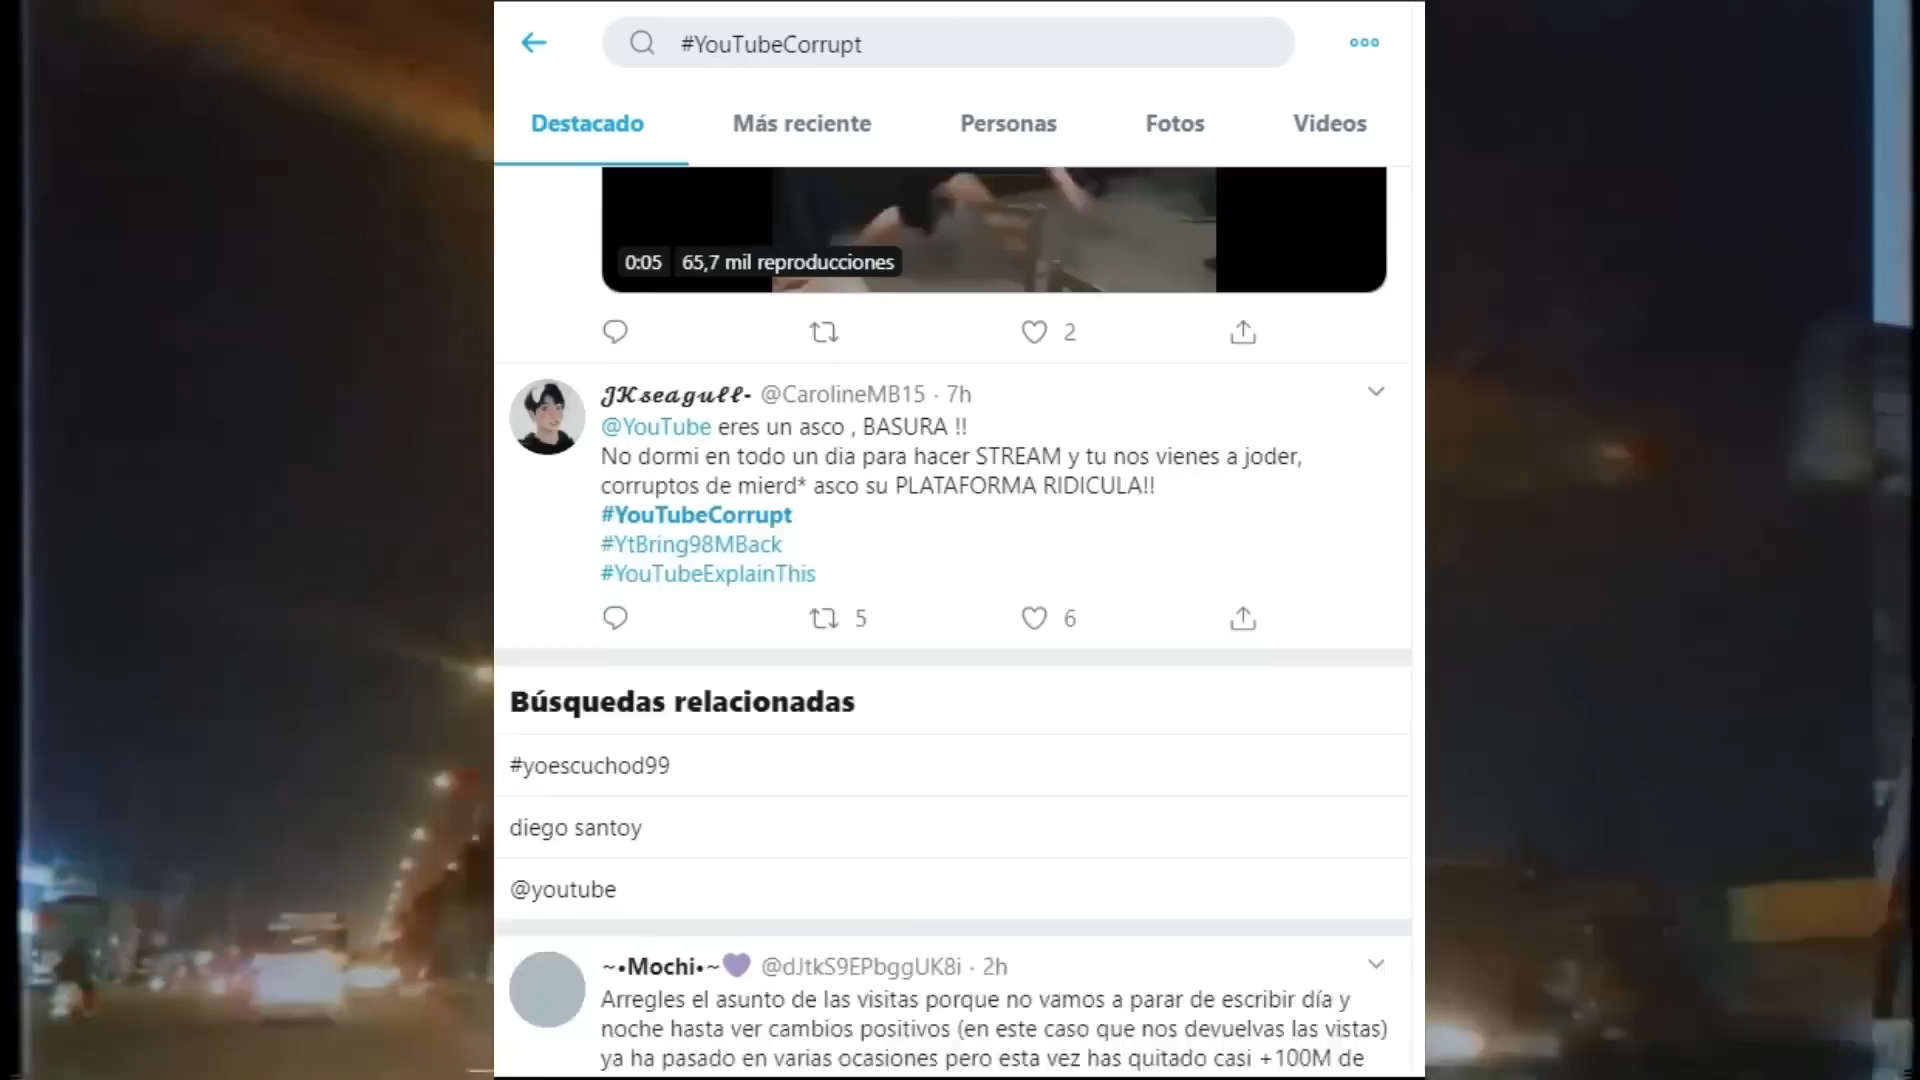 #YouTubeCorrupt
Destacado Más reciente Personas Fotos Videos
0:05 65,7 mil reproducciones
2
JKseagull- @CarolineMB15 · 7h
@YouTube eres un asco , BASURA !!
No dormi en todo un dia para hacer STREAM y tu nos vienes a joder,
corruptos de mierd* asco su PLATAFORMA RIDICULA!!
#YouTubeCorrupt
#YtBring98MBack
#YouTubeExplainThis
5 6
Búsquedas relacionadas
#yoescuchod99
diego santoy
@youtube
~•Mochi•~💜 @dJtkS9EPbggUK8i · 2h
Arregles el asunto de las visitas porque no vamos a parar de escribir día y
noche hasta ver cambios positivos (en este caso que nos devuelvas las vistas)
ya ha pasado en varias ocasiones pero esta vez has quitado casi +100M de